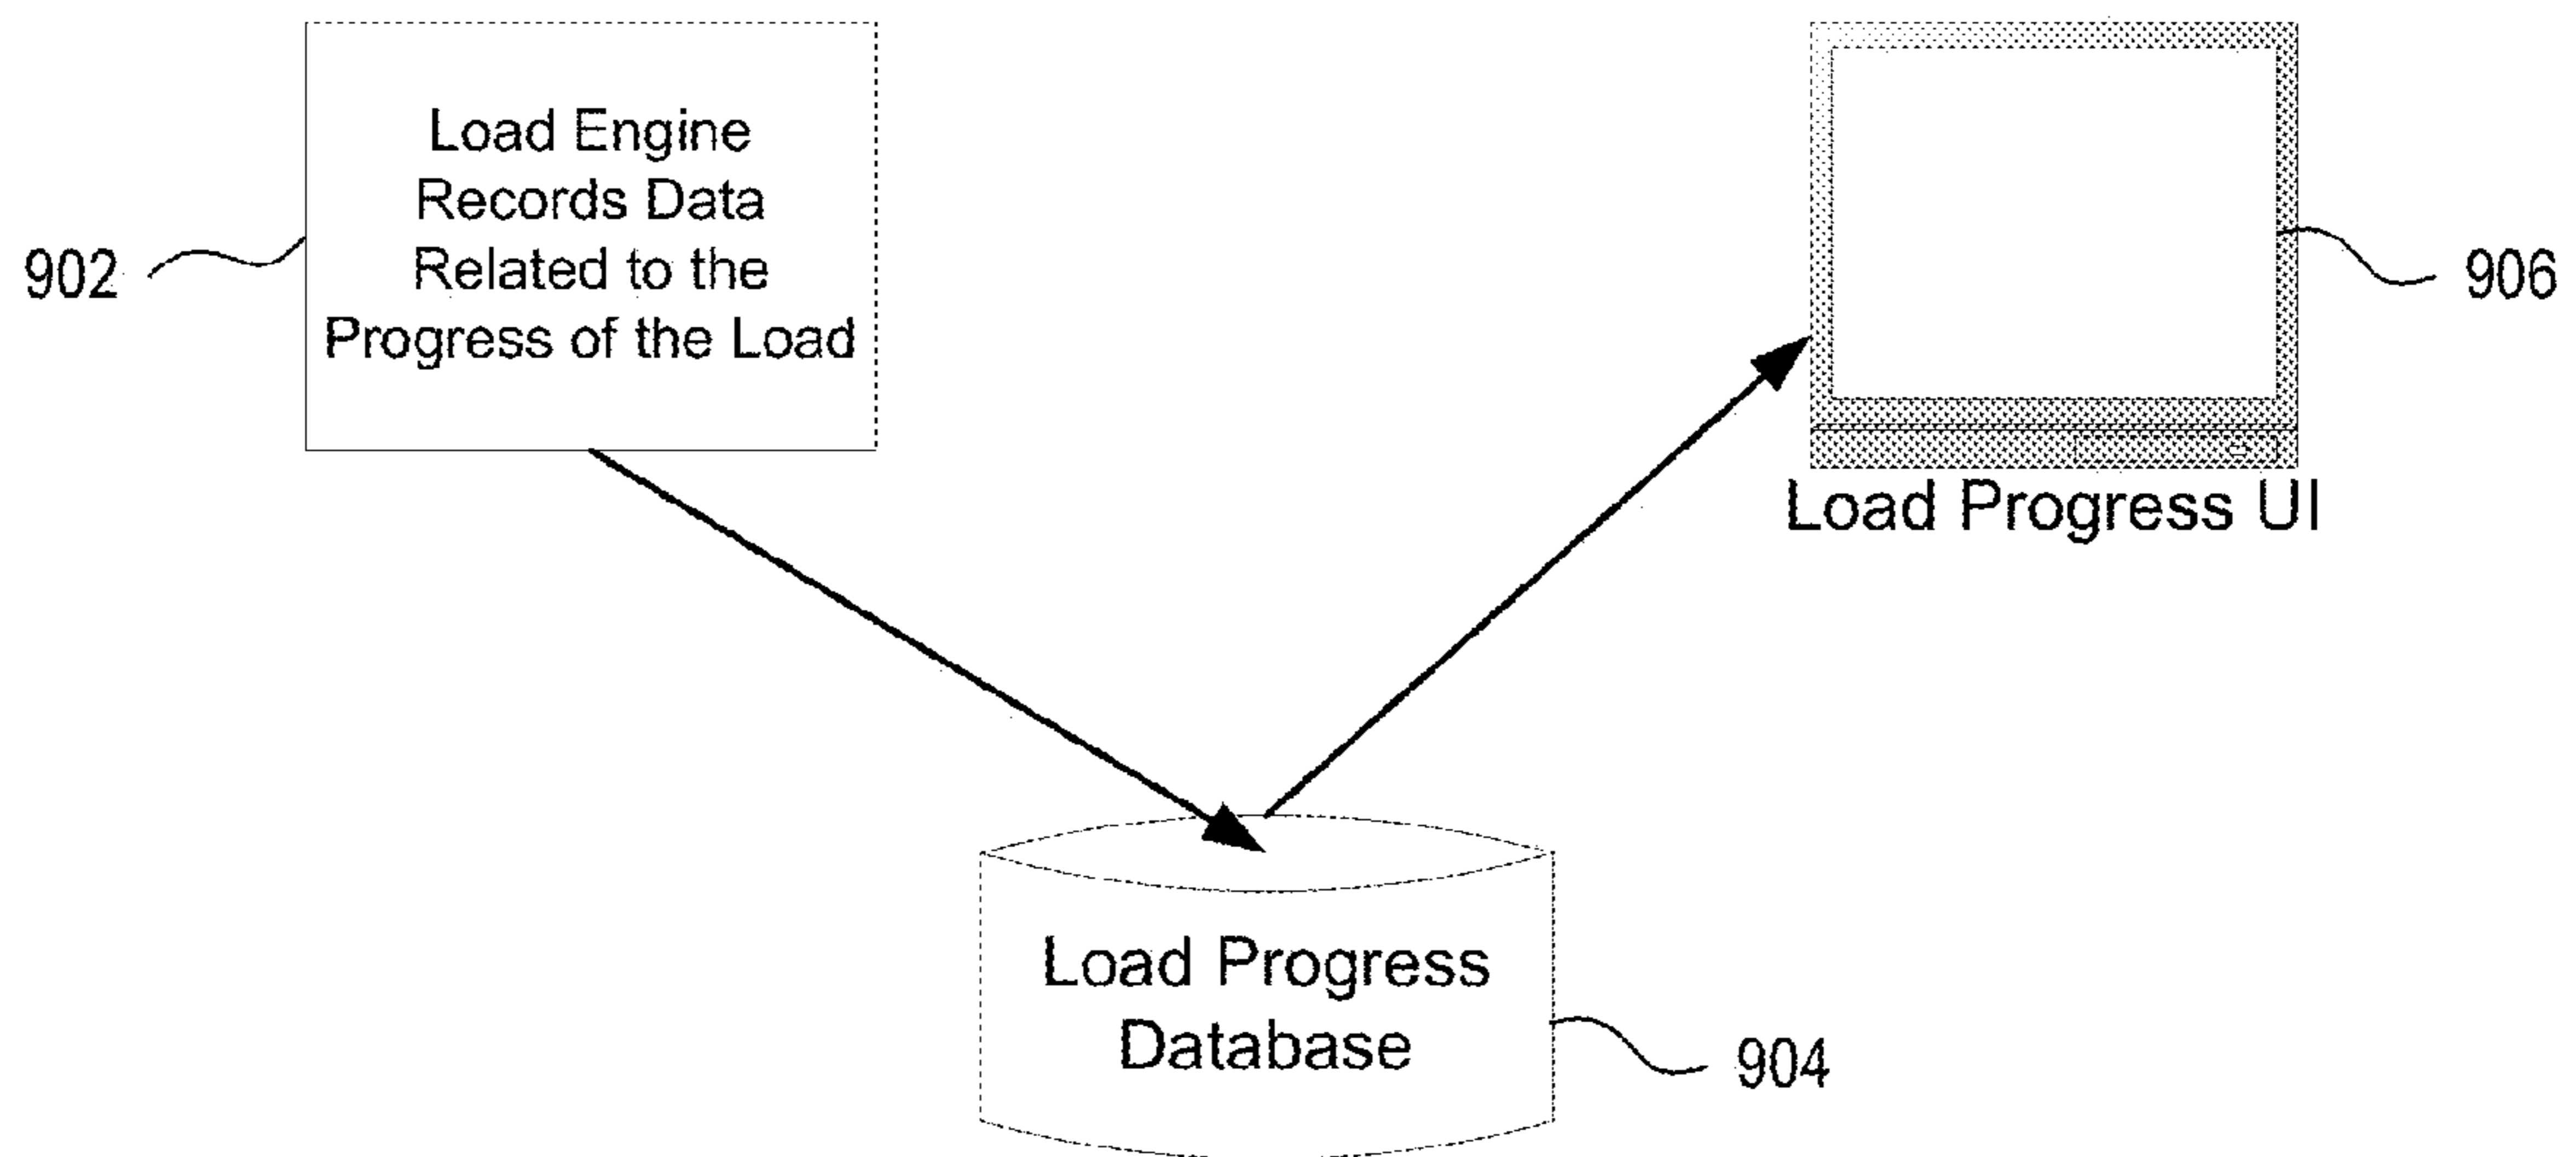 Load Engine
Records Data
Related to the
Progress of the Load
902
906
Load Progress UI
Load Progress
Database
904